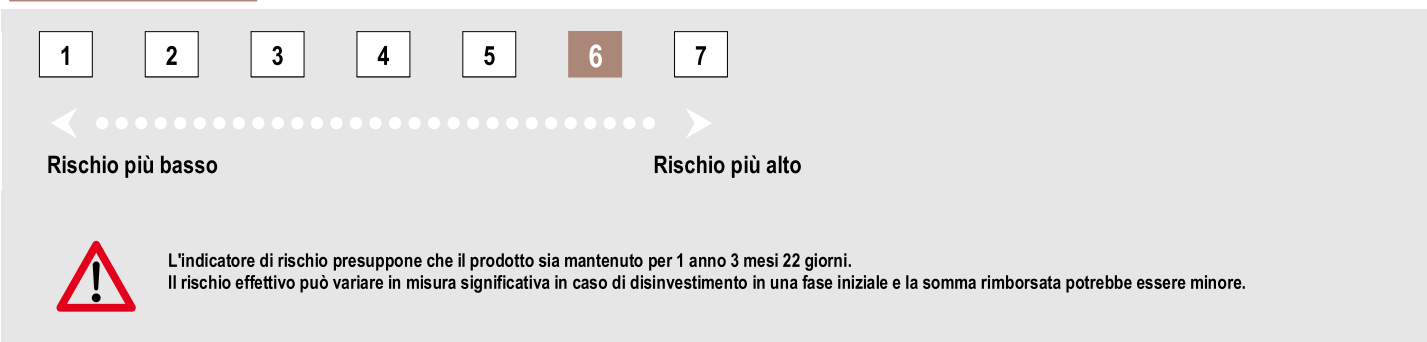 1 2 3 4 5 6 7
Rischio più basso Rischio più alto
L'indicatore di rischio presuppone che il prodotto sia mantenuto per 1 anno 3 mesi 22 giorni.
Il rischio effettivo può variare in misura significativa in caso di disinvestimento in una fase iniziale e la somma rimborsata potrebbe essere minore.